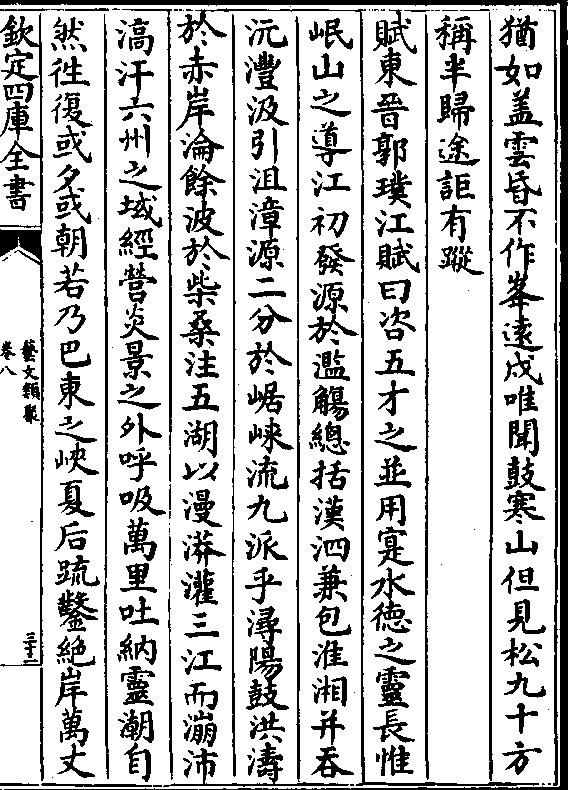 猶如盖雲昏不作峯遠戍唯聞鼓寒山但見松九十方
稱半歸途詎有蹤
賦東晉郭璞江賦曰咨五才之並用寔水德之靈長惟
岷山之導江初發源於濫觴總括漢泗兼包淮湘并吞
沅灃汲引沮漳源二分於崌崍流九派乎潯陽鼓洪濤
於赤岸淪餘波於柴桑注五湖以漫漭灌三江而漰沛
滈汗六州之域經營炎景之外呼吸萬里吐納靈潮自
然往復或夕或朝若乃巴東之峽夏后疏鑿絶岸萬丈
欽定四庫全書
藝文類聚
卷八
三十二